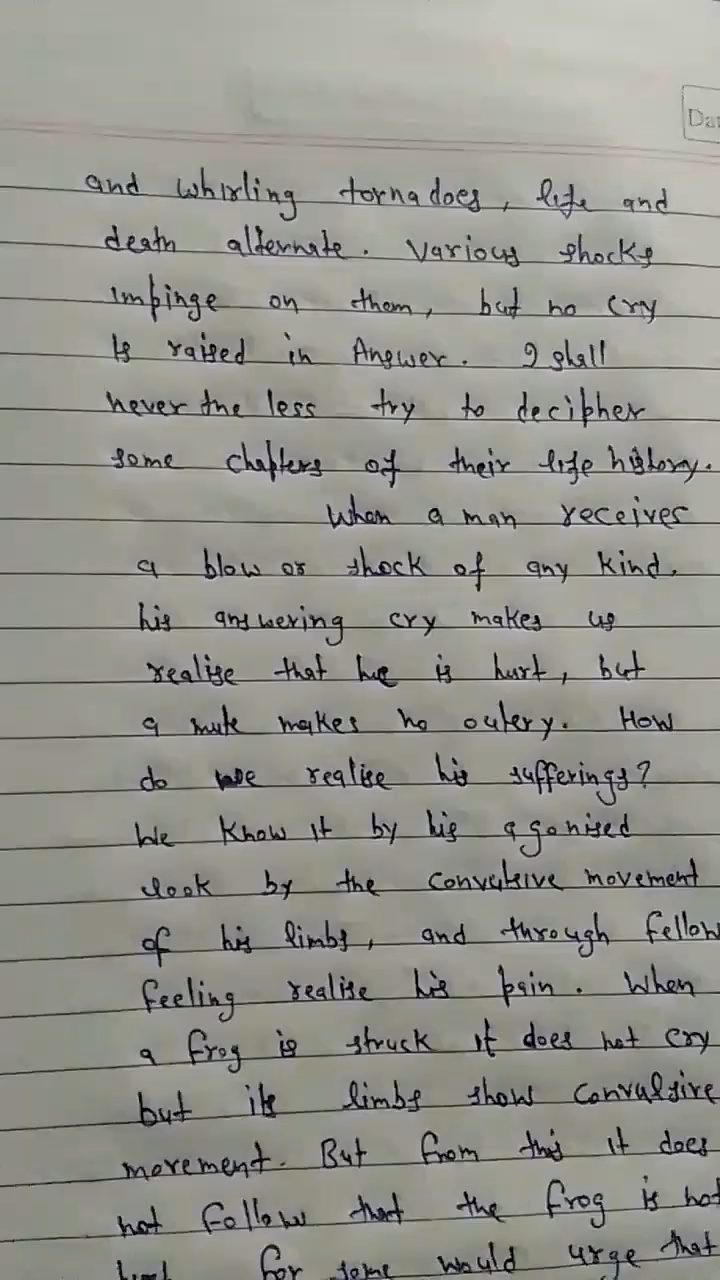 Da
and whirling tornadoes, life and
death alternate. Various shocks
impinge on them, but no cry
Is raised in Answer. I shall
never the less try to decipher
some chapters of their life history.
When a man receives
a blow or shock of any kind.
his answering cry makes us
realise that he is hurt, but
a mute makes no outcry. How
do we realise his sufferings?
We know it by his agonised
look by the convulsive movement
of his limbs, and through fellow
feeling realise his pain. When
a frog is struck it does not cry
but its limbs show convulsive
movement. But from this it does
not follow that the frog is not
for some would urge that